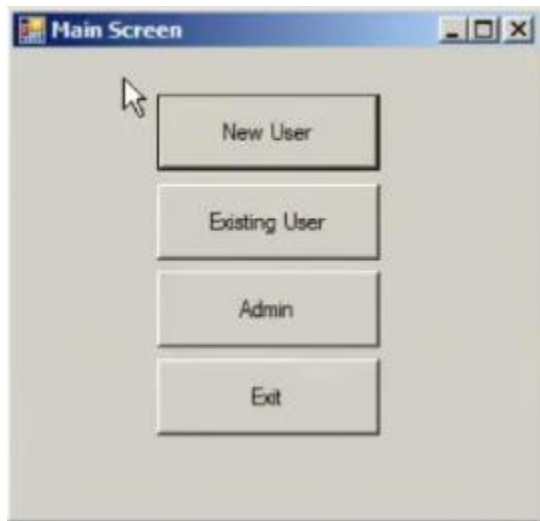 Main Screen
New User
Existing User
Admin
Exit